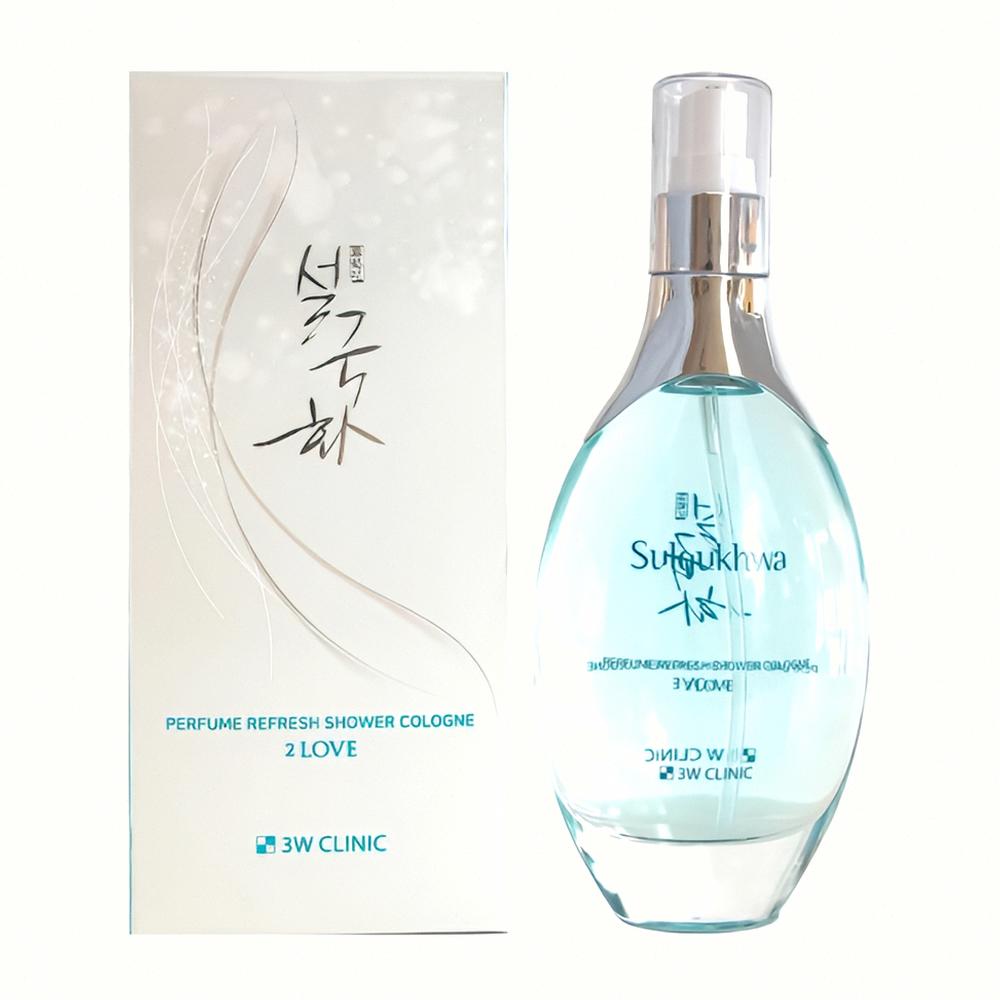 설국화
PERFUME REFRESH SHOWER COLOGNE
2 LOVE
3W CLINIC
Sulgukhwa
PERFUME REFRESH SHOWER COLOGNE
3W CLINIC